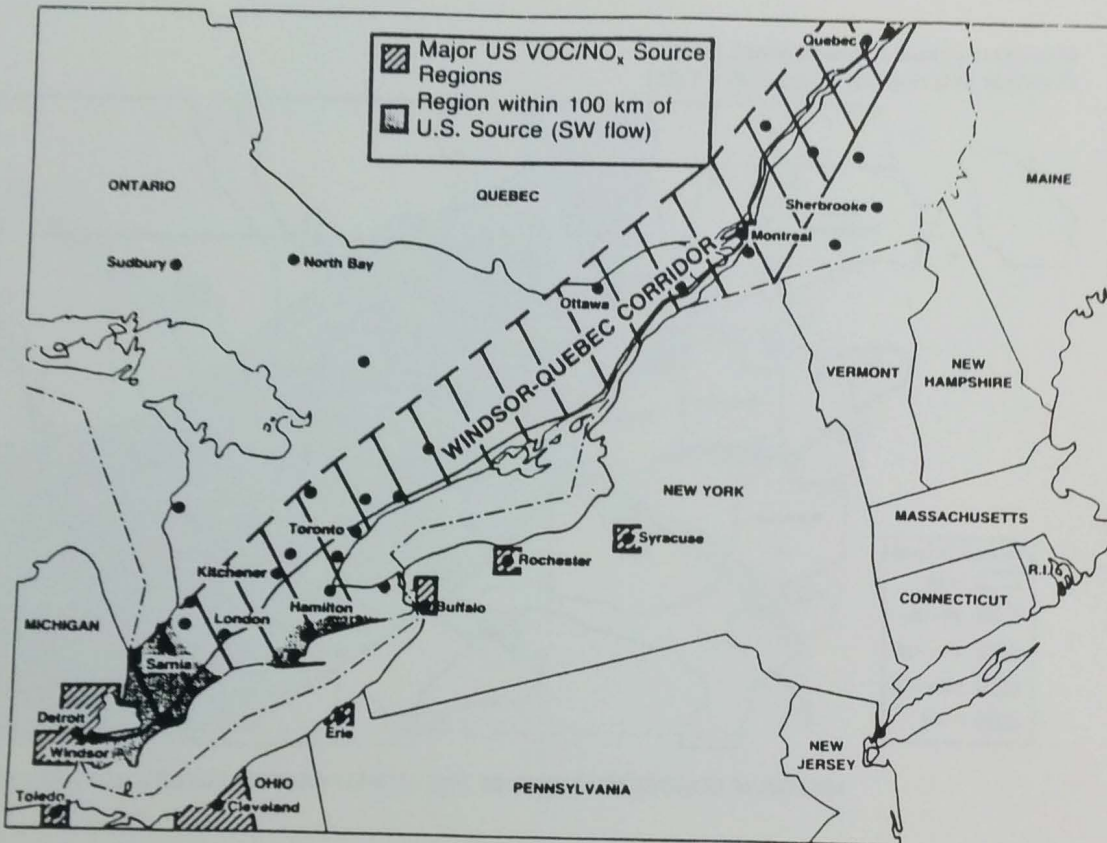 Major US VOC/NOx Source
Regions
Region within 100 km of
U.S. Source (SW flow)
Quebec
ONTARIO
QUEBEC
MAINE
Sherbrooke
Sudbury
North Bay
Montreal
Ottawa
WINDSOR-QUEBEC CORRIDOR
VERMONT
NEW
HAMPSHIRE
NEW YORK
MASSACHUSETTS
Toronto
Syracuse
Rochester
Kitchener
R.I.
CONNECTICUT
Hamilton
Buffalo
London
MICHIGAN
Sarnia
Detroit
Erie
Windsor
NEW
JERSEY
OHIO
PENNSYLVANIA
Toledo
Cleveland